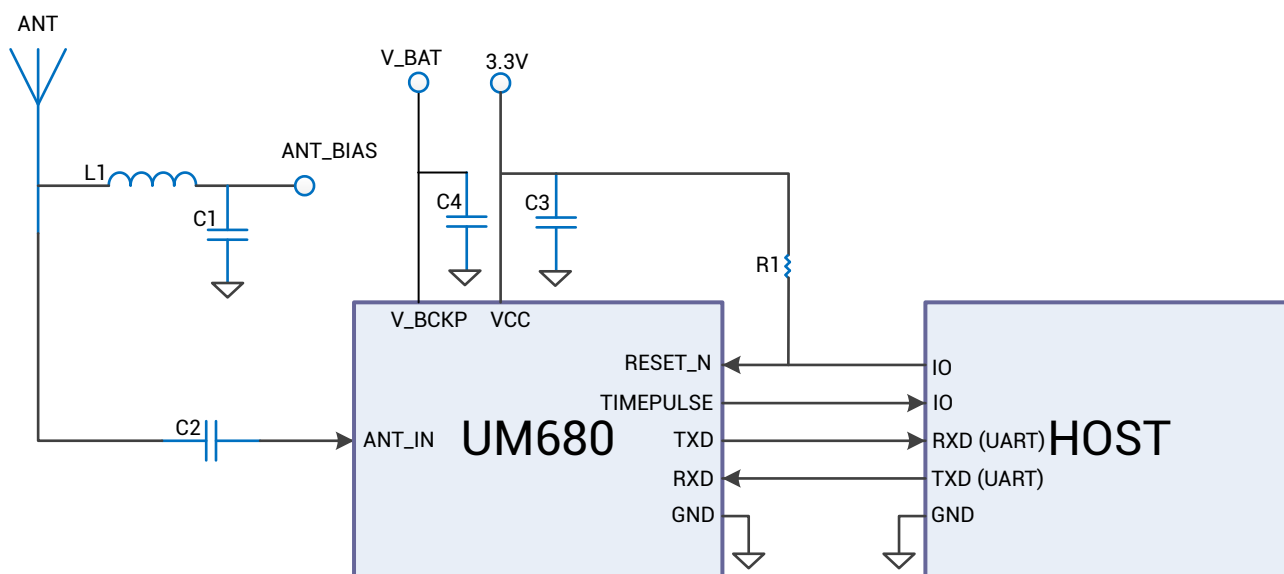 ANT
V_BAT
3.3V
L1
ANT_BIAS
C1
C4
C3
R1
V_BCKP
VCC
RESET_N
IO
TIMEPULSE
IO
C2
ANT_IN
UM680
TXD
RXD (UART)
HOST
RXD
TXD (UART)
GND
GND